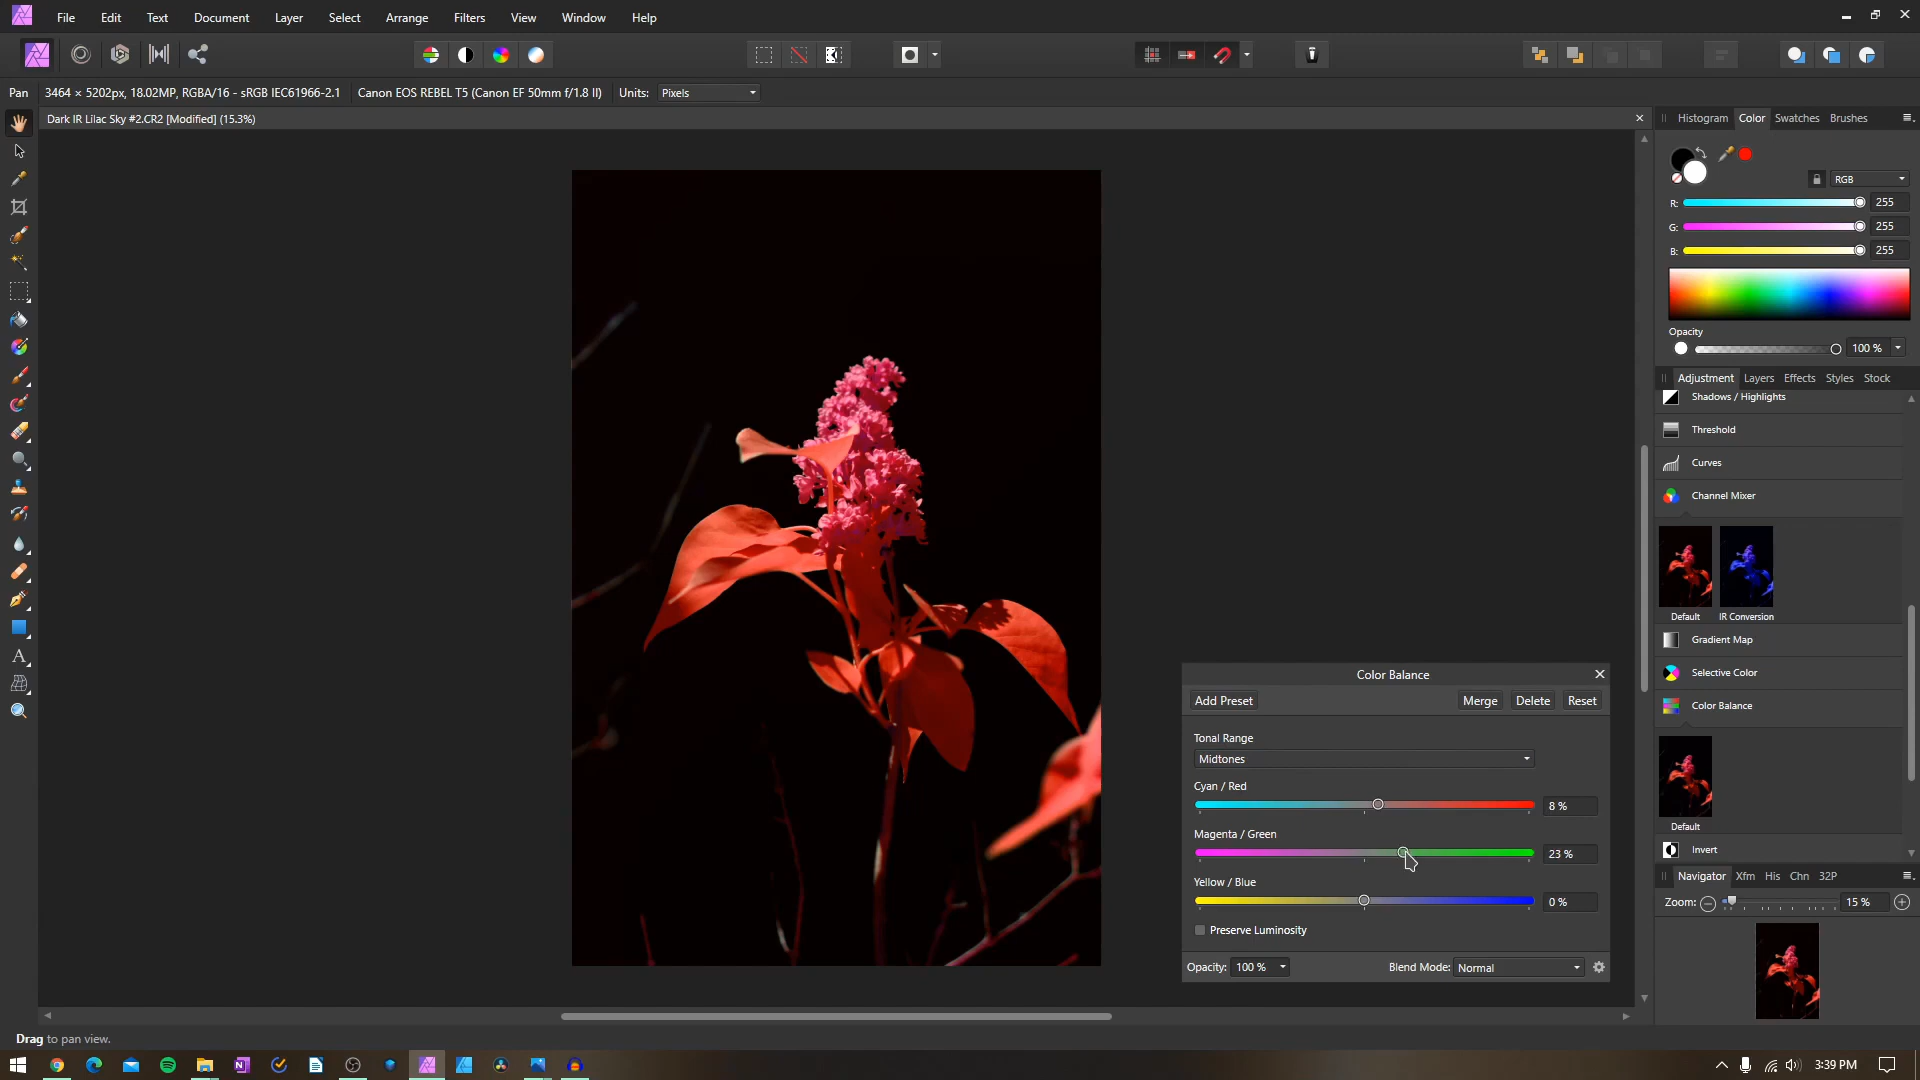 File Edit Text Document Layer Select Arrange Filters View Window Help
Pan 3464 × 5202px, 18.02MP, RGBA/16 - sRGB IEC61966-2.1 Canon EOS REBEL T5 (Canon EF 50mm f/1.8 II) Units: Pixels
Dark IR Lilac Sky #2.CR2 [Modified] (15.3%)
Histogram Color Swatches Brushes
RGB
R: 255
G: 255
B: 255
Opacity
100 %
Adjustment Layers Effects Styles Stock
Shadows / Highlights
Threshold
Curves
Channel Mixer
Default IR Conversion
Gradient Map
Selective Color
Color Balance
Default
Invert
Color Balance
Add Preset Merge Delete Reset
Tonal Range
Midtones
Cyan / Red
8 %
Magenta / Green
23 %
Yellow / Blue
0 %
Preserve Luminosity
Opacity: 100 % Blend Mode: Normal
Navigator Xfm His Chn 32P
Zoom: 15 %
Drag to pan view.
3:39 PM